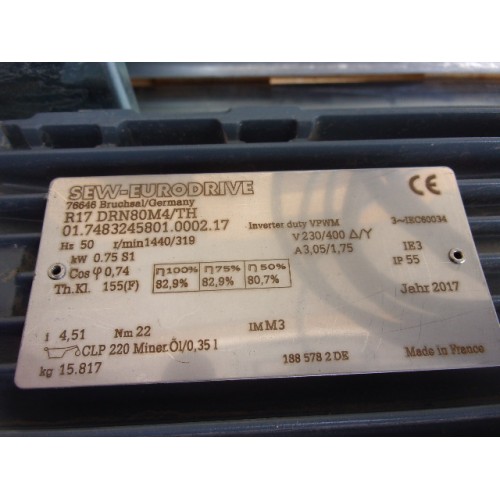 SEW-EURODRIVE
76646 Bruchsal/Germany
CE
R17 DRN80M4/TH
01.7483245801.0002.17
Inverter duty VPWM
3~IEC60034
Hz 50
r/min 1440/319
V 230/400 Δ/Y
kW 0.75 S1
A 3,05/1,75
IE3
Cos φ 0,74
η100% η75% η50%
IP 55
Th.Kl. 155(F)
82,9% 82,9% 80,7%
Jahr 2017
i 4,51
Nm 22
IM M3
CLP 220 Miner.Öl/0,35 l
188 578 2 DE
Made in France
kg 15.817